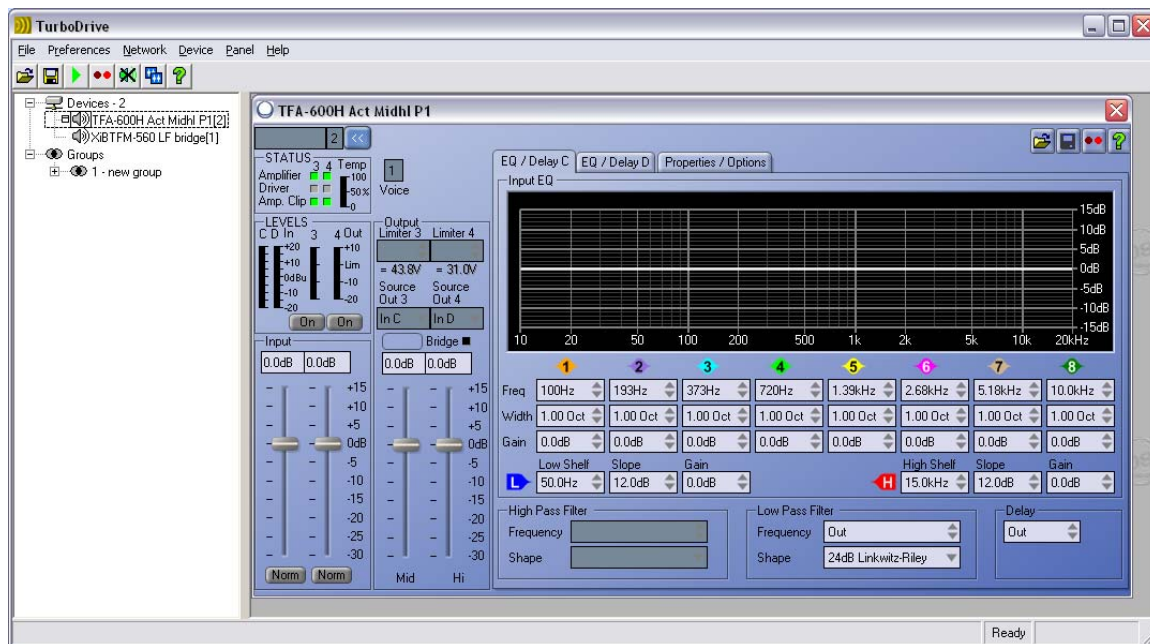 TurboDrive
File Preferences Network Device Panel Help
Devices - 2
TFA-600H Act Midhl P1[2]
XiBTFM-560 LF bridge[1]
Groups
1 - new group
TFA-600H Act Midhl P1
2 <<
STATUS
3 4 Temp
Amplifier 100
Driver 50%
Amp. Clip 0
1
Voice
LEVELS
C D In 3 4 Out
+20 +10
+10 Lim
0dBu -10
-10 -20
-20
On On
Output
Limiter 3 Limiter 4
= 43.8V = 31.0V
Source Source
Out 3 Out 4
In C In D
Bridge
Input
0.0dB 0.0dB 0.0dB 0.0dB
+15 +15
+10 +10
+5 +5
0dB 0dB
-5 -5
-10 -10
-15 -15
-20 -20
-25 -25
-30 -30
Norm Norm Mid Hi
EQ / Delay C EQ / Delay D Properties / Options
Input EQ
15dB
10dB
5dB
0dB
-5dB
-10dB
-15dB
10 20 50 100 200 500 1k 2k 5k 10k 20kHz
1 2 3 4 5 6 7 8
Freq 100Hz 193Hz 373Hz 720Hz 1.39kHz 2.68kHz 5.18kHz 10.0kHz
Width 1.00 Oct 1.00 Oct 1.00 Oct 1.00 Oct 1.00 Oct 1.00 Oct 1.00 Oct 1.00 Oct
Gain 0.0dB 0.0dB 0.0dB 0.0dB 0.0dB 0.0dB 0.0dB 0.0dB
Low Shelf Slope Gain High Shelf Slope Gain
L 50.0Hz 12.0dB 0.0dB H 15.0kHz 12.0dB 0.0dB
High Pass Filter Low Pass Filter Delay
Frequency Frequency Out Out
Shape Shape 24dB Linkwitz-Riley
Ready